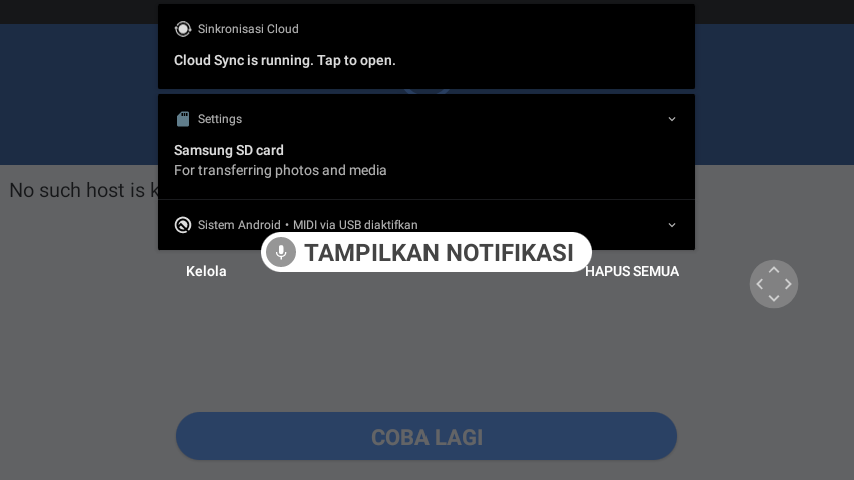 Sinkronisasi Cloud
Cloud Sync is running. Tap to open.
Settings
Samsung SD card
For transferring photos and media
No such host is
Sistem Android • MIDI via USB diaktifkan
TAMPILKAN NOTIFIKASI
Kelola
HAPUS SEMUA
COBA LAGI